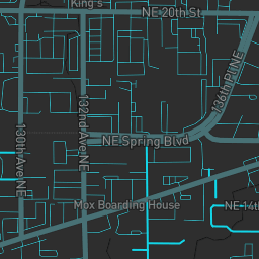 King's
NE 20th St
136th Pl NE
132nd Ave NE
130th Ave NE
NE Spring Blvd
Mox Boarding House
NE 14th